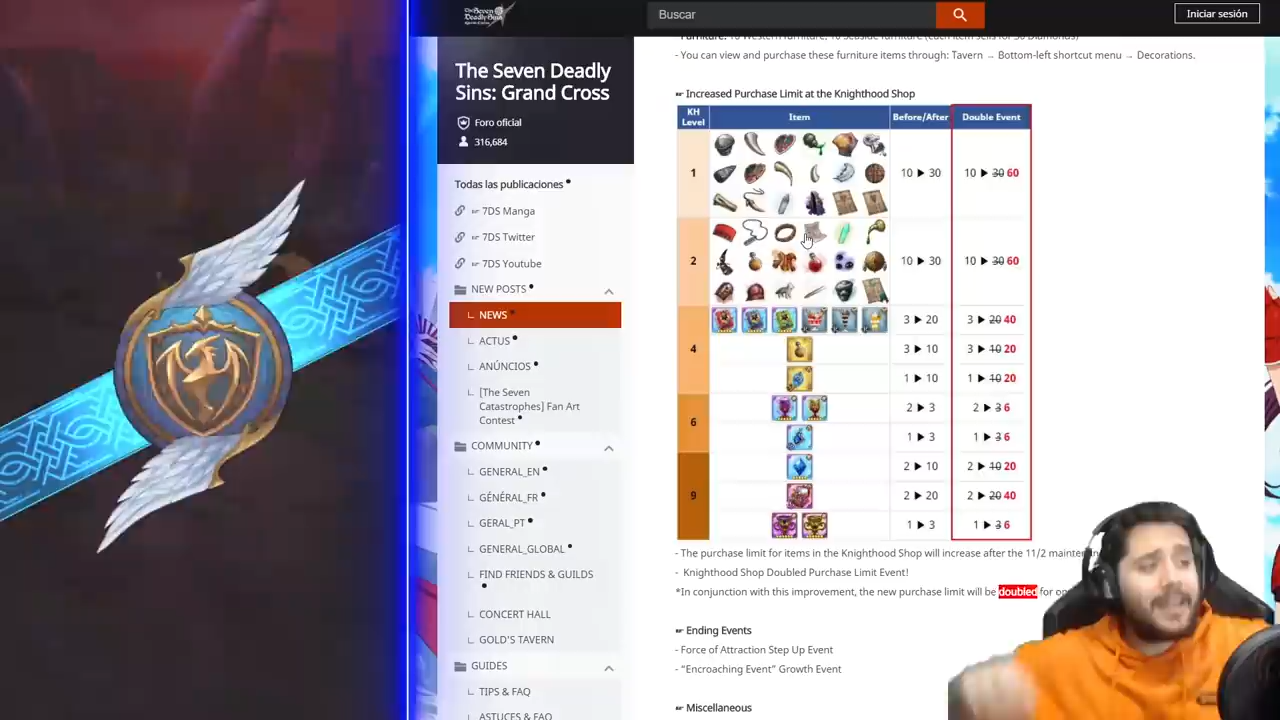 The Seven
Deadly Sins
Buscar
Iniciar sesión
The Seven Deadly
Sins: Grand Cross
Foro oficial
316,684
Todas las publicaciones
☞ 7DS Manga
☞ 7DS Twitter
☞ 7DS Youtube
NEW POSTS
NEWS
ACTUS
ANÚNCIOS
[The Seven
Catastrophes] Fan Art
Contest
COMMUNITY
GENERAL_EN
GÉNÉRAL_FR
GERAL_PT
GENERAL_GLOBAL
FIND FRIENDS & GUILDS
CONCERT HALL
GOLD'S TAVERN
GUIDES
TIPS & FAQ
ASTUCES & FAQ
- You can view and purchase these furniture items through: Tavern → Bottom-left shortcut menu → Decorations.
☞ Increased Purchase Limit at the Knighthood Shop
KH Level Item Before/After Double Event
1 10 ▶ 30 10 ▶ 30 60
2 10 ▶ 30 10 ▶ 30 60
4 3 ▶ 20 3 ▶ 20 40
3 ▶ 10 3 ▶ 10 20
1 ▶ 10 1 ▶ 10 20
6 2 ▶ 3 2 ▶ 3 6
1 ▶ 3 1 ▶ 3 6
9 2 ▶ 10 2 ▶ 10 20
2 ▶ 20 2 ▶ 20 40
1 ▶ 3 1 ▶ 3 6
- The purchase limit for items in the Knighthood Shop will increase after the 11/2
- Knighthood Shop Doubled Purchase Limit Event!
*In conjunction with this improvement, the new purchase limit will be doubled for
☞ Ending Events
- Force of Attraction Step Up Event
- “Encroaching Event” Growth Event
☞ Miscellaneous